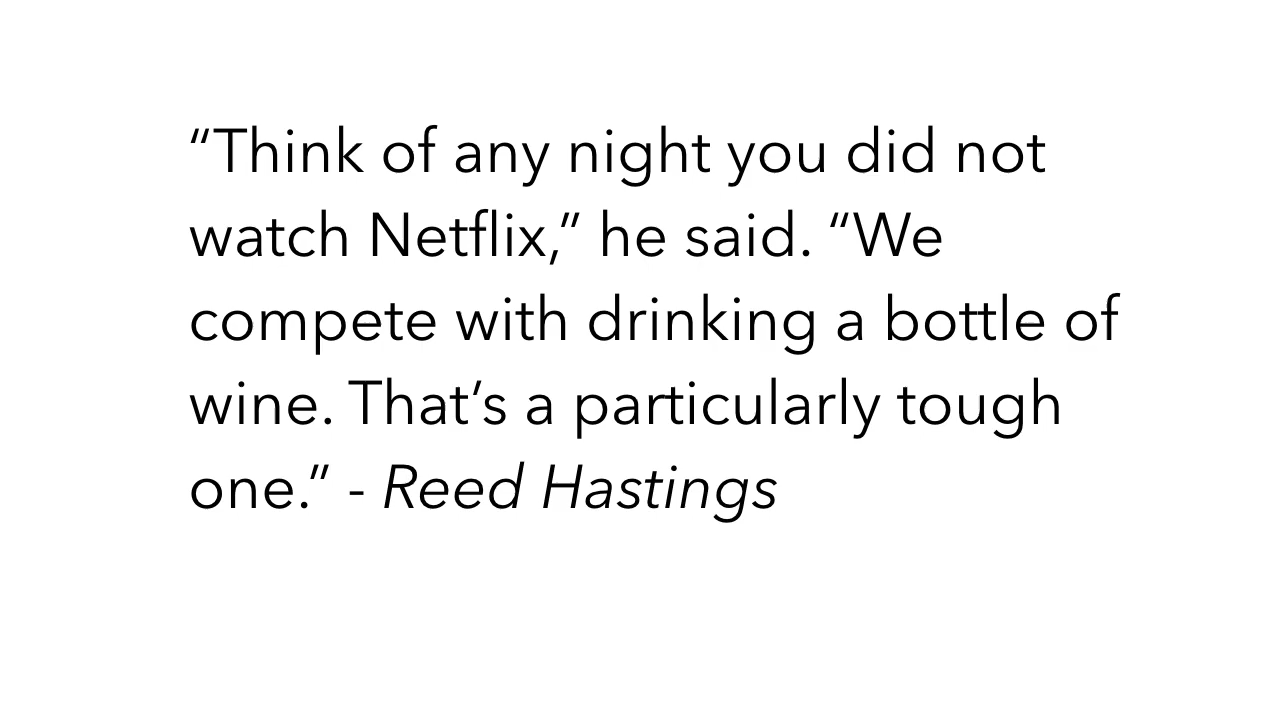 “Think of any night you did not
watch Netflix,” he said. “We
compete with drinking a bottle of
wine. That’s a particularly tough
one.” - Reed Hastings